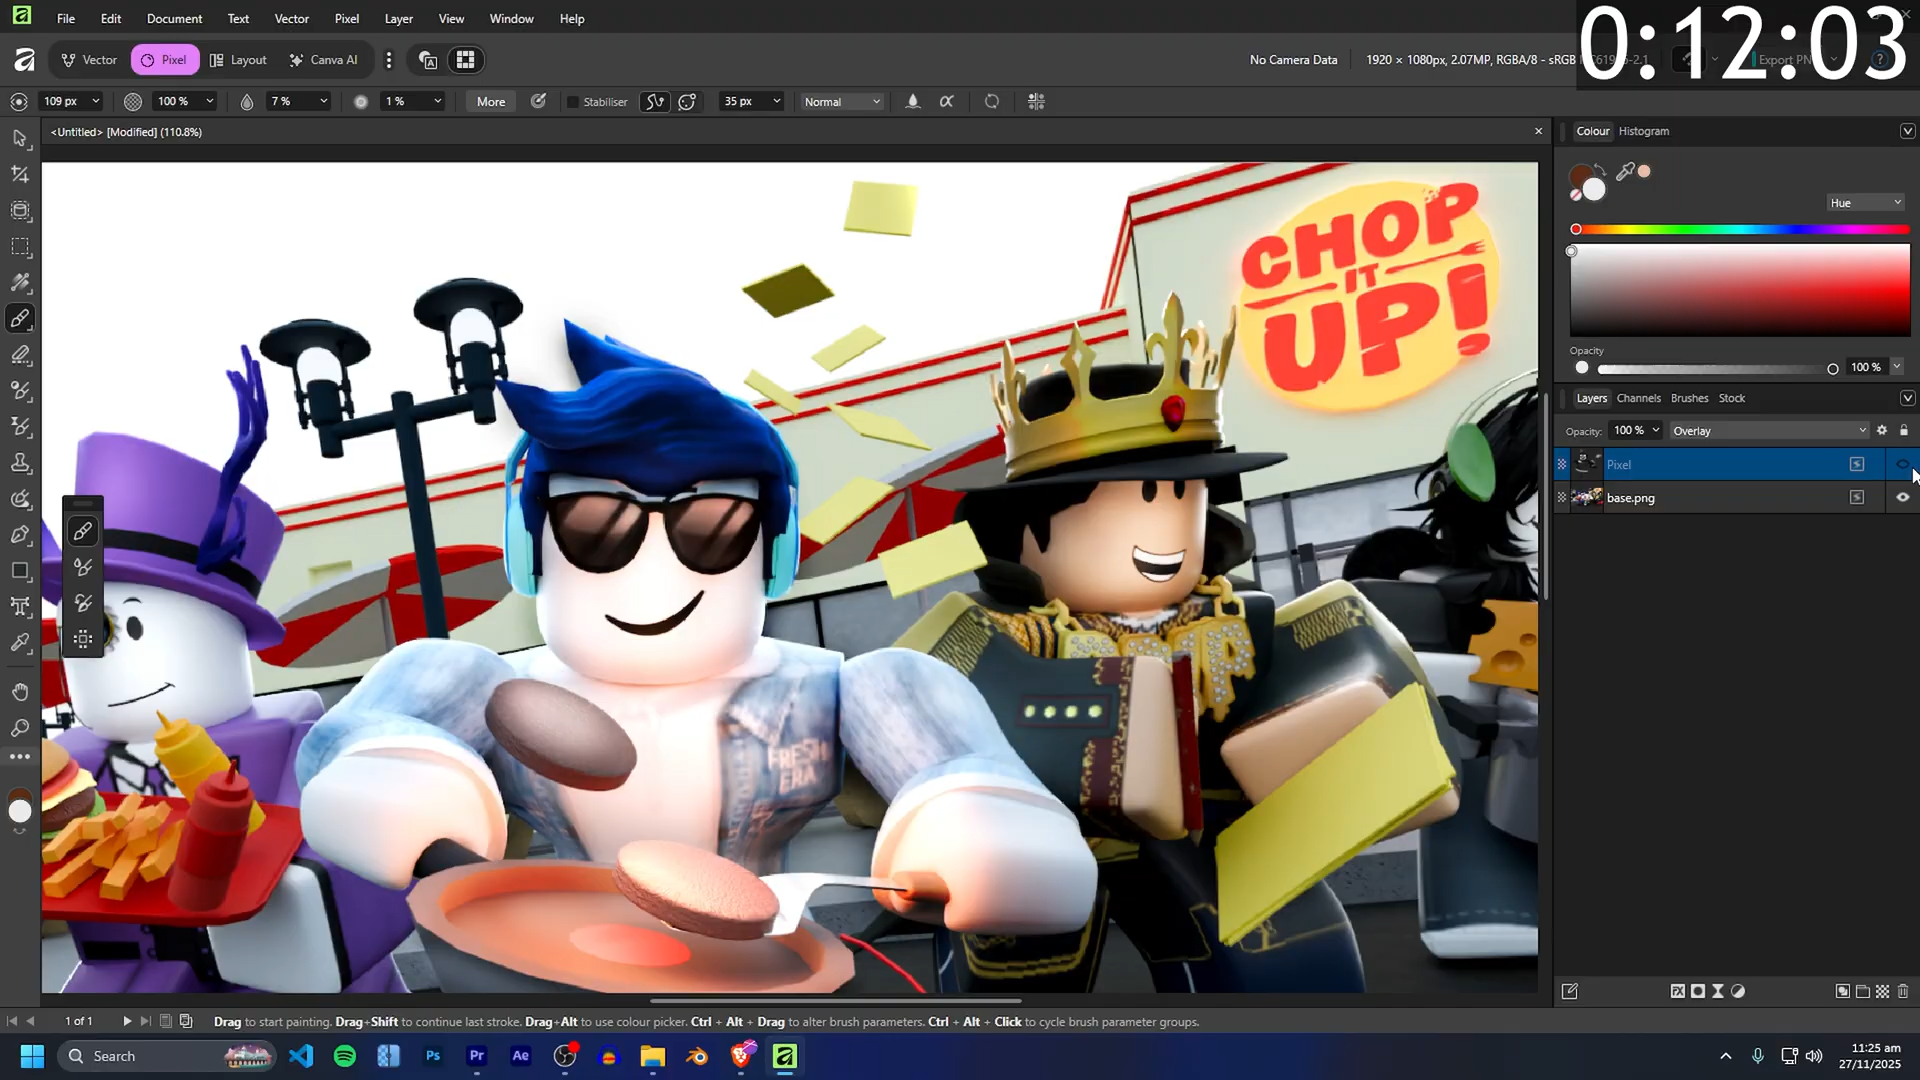 File Edit Document Text Vector Pixel Layer View Window Help
0:12:03
Vector Pixel Layout Canva AI
No Camera Data 1920 × 1080px, 2.07MP, RGBA/8 - sRGB
Export PN
109 px 100 % 7 % 1 % More Stabiliser 35 px Normal
<Untitled> [Modified] (110.8%)
Colour Histogram
Hue
Opacity
100 %
Layers Channels Brushes Stock
Opacity: 100 % Overlay
Pixel
base.png
CHOP
IT
UP!
FRESH
ERA
1 of 1 Drag to start painting. Drag+Shift to continue last stroke. Drag+Alt to use colour picker. Ctrl + Alt + Drag to alter brush parameters. Ctrl + Alt + Click to cycle brush parameter groups.
Search
Ps Pr Ae
11:25 am
27/11/2025